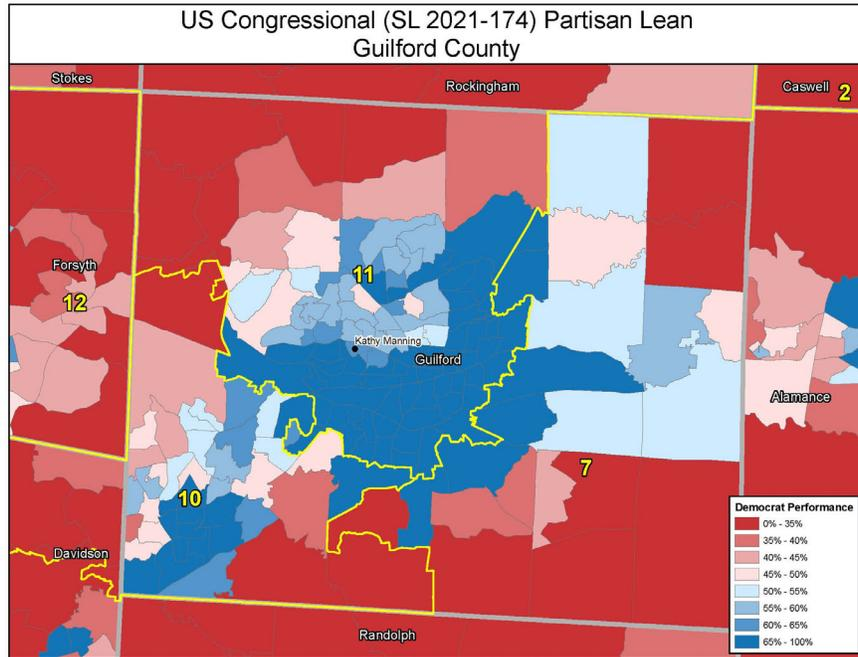 US Congressional (SL 2021-174) Partisan Lean
Guilford County
Stokes
Rockingham
Caswell
2
Forsyth
12
11
Kathy Manning
Guilford
Alamance
7
10
Davidson
Randolph
Democrat Performance
0% - 35%
35% - 40%
40% - 45%
45% - 50%
50% - 55%
55% - 60%
60% - 65%
65% - 100%